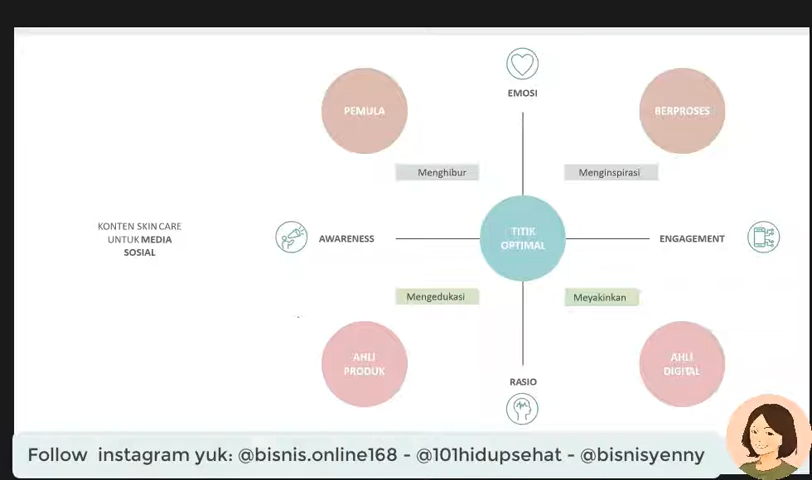 EMOSI
PEMULA
BERPROSES
Menghibur
Menginspirasi
KONTEN SKIN CARE
UNTUK MEDIA
SOSIAL
AWARENESS
TITIK
OPTIMAL
ENGAGEMENT
Mengedukasi
Meyakinkan
AHLI
PRODUK
AHLI
DIGITAL
RASIO
Follow instagram yuk: @bisnis.online168 - @101hidupsehat - @bisnisyenny